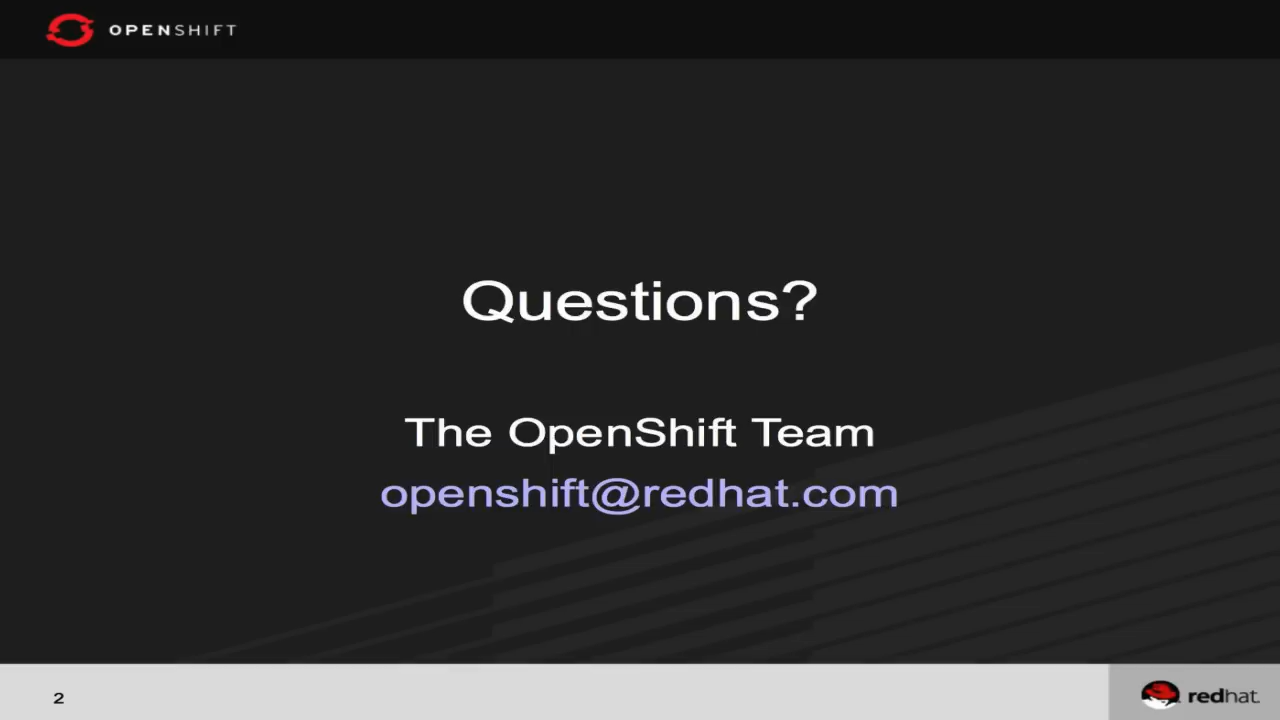 OPENSHIFT
Questions?
The OpenShift Team
openshift@redhat.com
2
redhat.